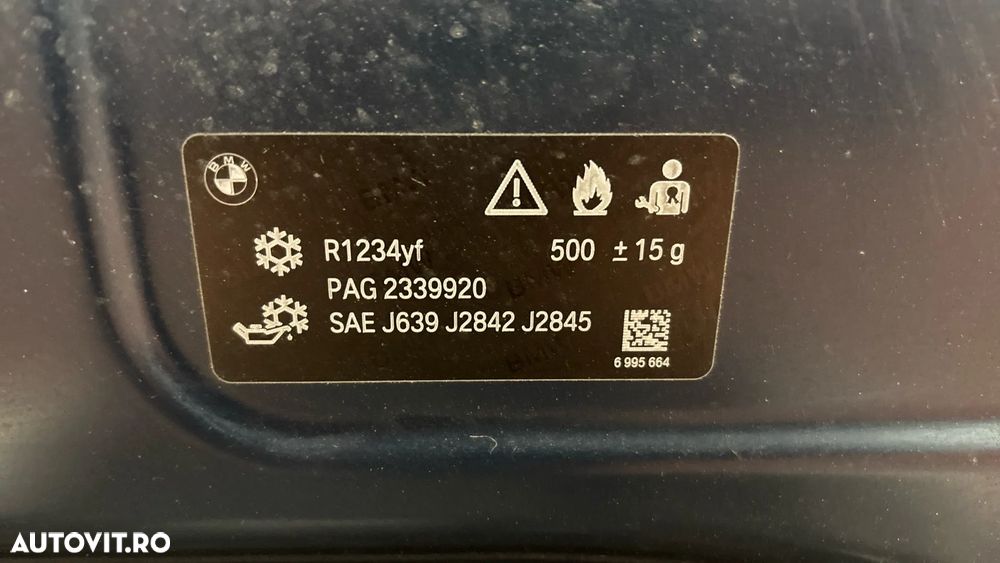 BMW
R1234yf 500 ± 15 g
PAG 2339920
SAE J639 J2842 J2845
6 995 664
AUTOVIT.RO